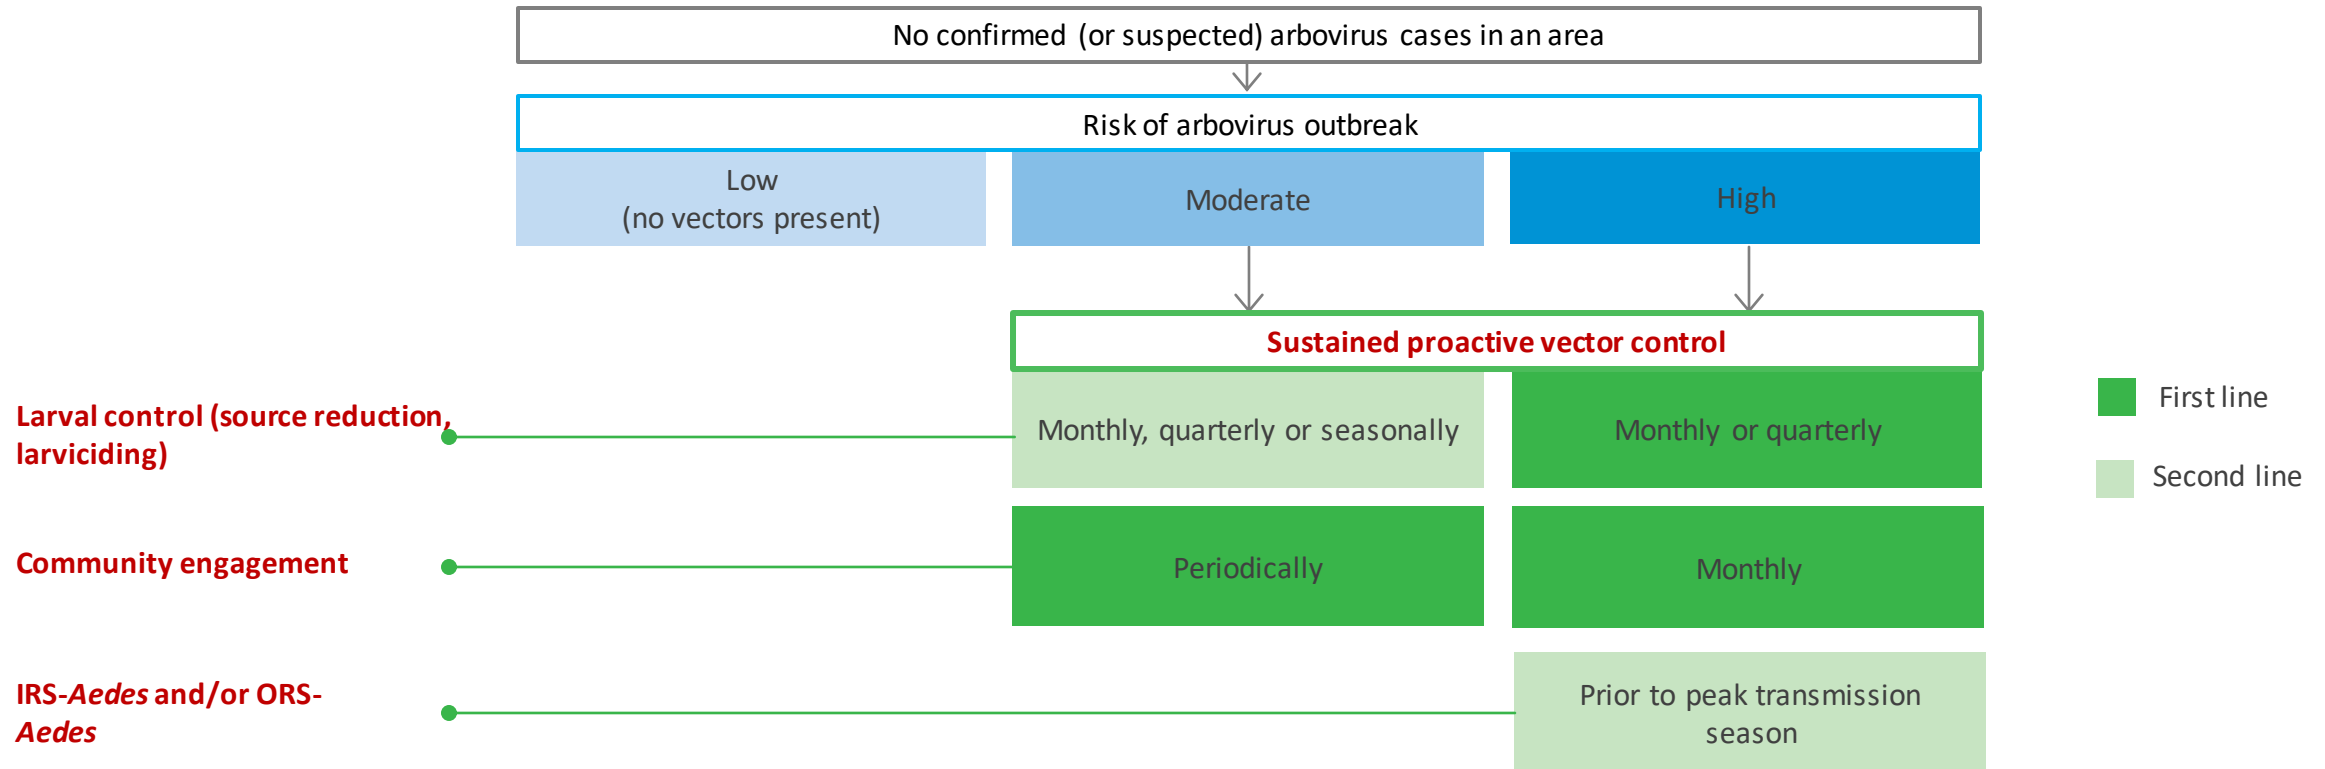 No confirmed (or suspected) arbovirus cases in an area
Risk of arbovirus outbreak
Low
(no vectors present)
Moderate
High
Sustained proactive vector control
Larval control (source reduction,
larviciding)
Monthly, quarterly or seasonally
Monthly or quarterly
First line
Second line
Community engagement
Periodically
Monthly
IRS-Aedes and/or ORS-
Aedes
Prior to peak transmission
season